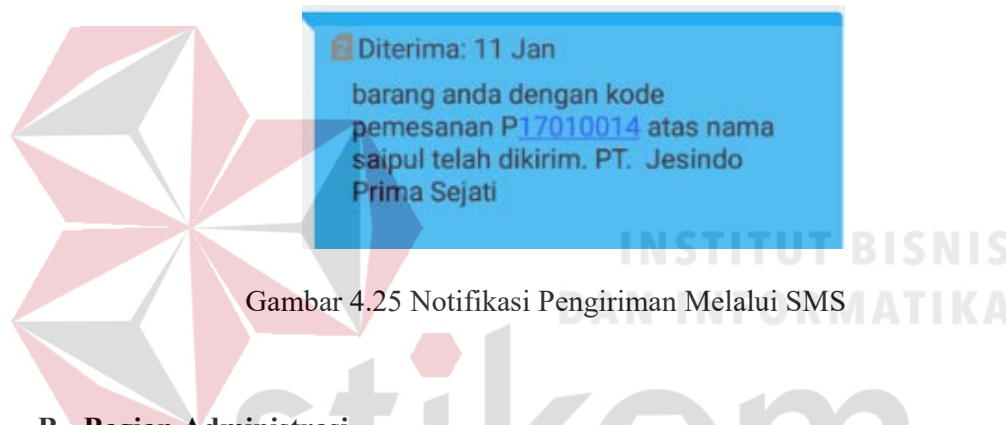 Diterima: 11 Jan
barang anda dengan kode
pemesanan P17010014 atas nama
saipul telah dikirim. PT. Jesindo
Prima Sejati
INSTITUT BISNIS
DAN INFORMATIKA
Gambar 4.25 Notifikasi Pengiriman Melalui SMS
stikom
B. Bagian Administrasi